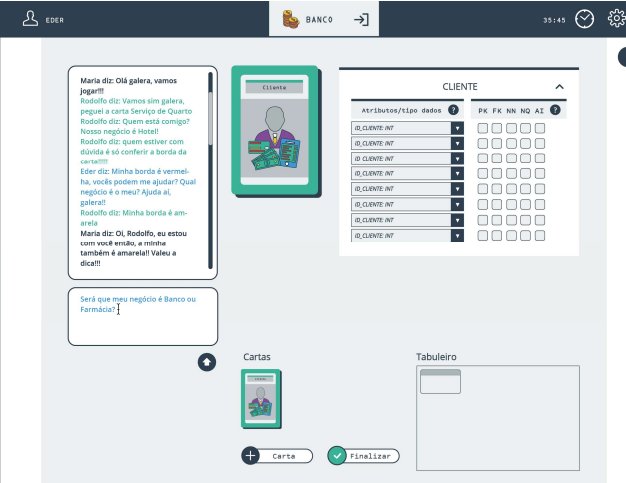 EDER
BANCO
35:45
Maria diz: Olá galera, vamos
jogar!!!
Rodolfo diz: Vamos sim galera,
peguei a carta Serviço de Quarto
Rodolfo diz: Quem está comigo?
Nosso negócio é Hotel!
Rodolfo diz: quem estiver com
dúvida é só conferir a borda da
carta!!!!!
Eder diz: Minha borda é vermel-
ha, vocês podem me ajudar? Qual
negócio é o meu? Ajuda aí,
galera!!
Rodolfo diz: Minha borda é am-
arela
Maria diz: Oi, Rodolfo, eu estou
com você então, a minha
também é amarela!! Valeu a
dica!!!
Será que meu negócio é Banco ou
Farmácia?
Cliente
CLIENTE
Atributos/tipo dados ? PK FK NN NQ AI ?
ID_CLIENTE: INT
ID_CLIENTE: INT
ID_CLIENTE: INT
ID_CLIENTE: INT
ID_CLIENTE: INT
ID_CLIENTE: INT
ID_CLIENTE: INT
ID_CLIENTE: INT
Cartas
Tabuleiro
Carta
Finalizar